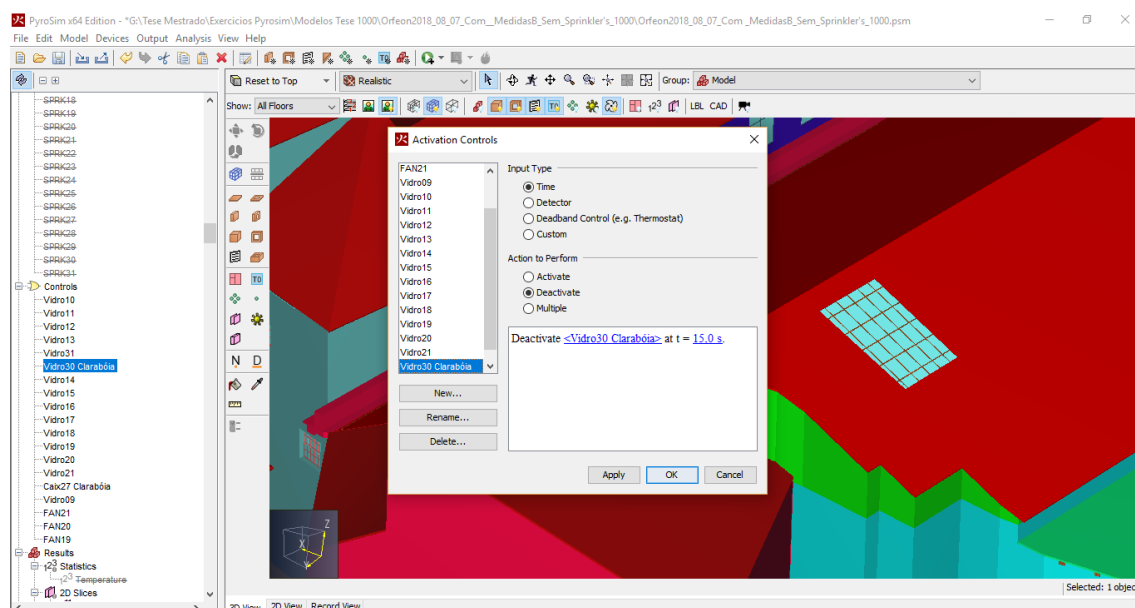 PyroSim x64 Edition - *G:\Tese Mestrado\Exercicios Pyrosim\Modelos Tese 1000\Orfeon2018_08_07_Com__MedidasB_Sem_Sprinkler's_1000\Orfeon2018_08_07_Com _MedidasB_Sem_Sprinkler's_1000.psm
File Edit Model Devices Output Analysis View Help
Reset to Top Realistic Group: Model
Show: All Floors 123 LBL CAD
SPRK18
SPRK19
SPRK20
SPRK21
SPRK22
SPRK23
SPRK24
SPRK25
SPRK26
SPRK27
SPRK28
SPRK29
SPRK30
SPRK31
Controls
Vidro10
Vidro11
Vidro12
Vidro13
Vidro31
Vidro30 Clarabóia
Vidro14
Vidro15
Vidro16
Vidro17
Vidro18
Vidro19
Vidro20
Vidro21
Caix27 Clarabóia
Vidro09
FAN21
FAN20
FAN19
Results
123 Statistics
123 Temperature
2D Slices
T0
N D
Activation Controls
FAN21
Vidro09
Vidro10
Vidro11
Vidro12
Vidro13
Vidro14
Vidro15
Vidro16
Vidro17
Vidro18
Vidro19
Vidro20
Vidro21
Vidro30 Clarabóia
New...
Rename...
Delete...
Input Type
Time
Detector
Deadband Control (e.g. Thermostat)
Custom
Action to Perform
Activate
Deactivate
Multiple
Deactivate <Vidro30 Clarabóia> at t = 15.0 s.
Apply OK Cancel
Z
X
Y
Selected: 1 objec
3D View 2D View Record View